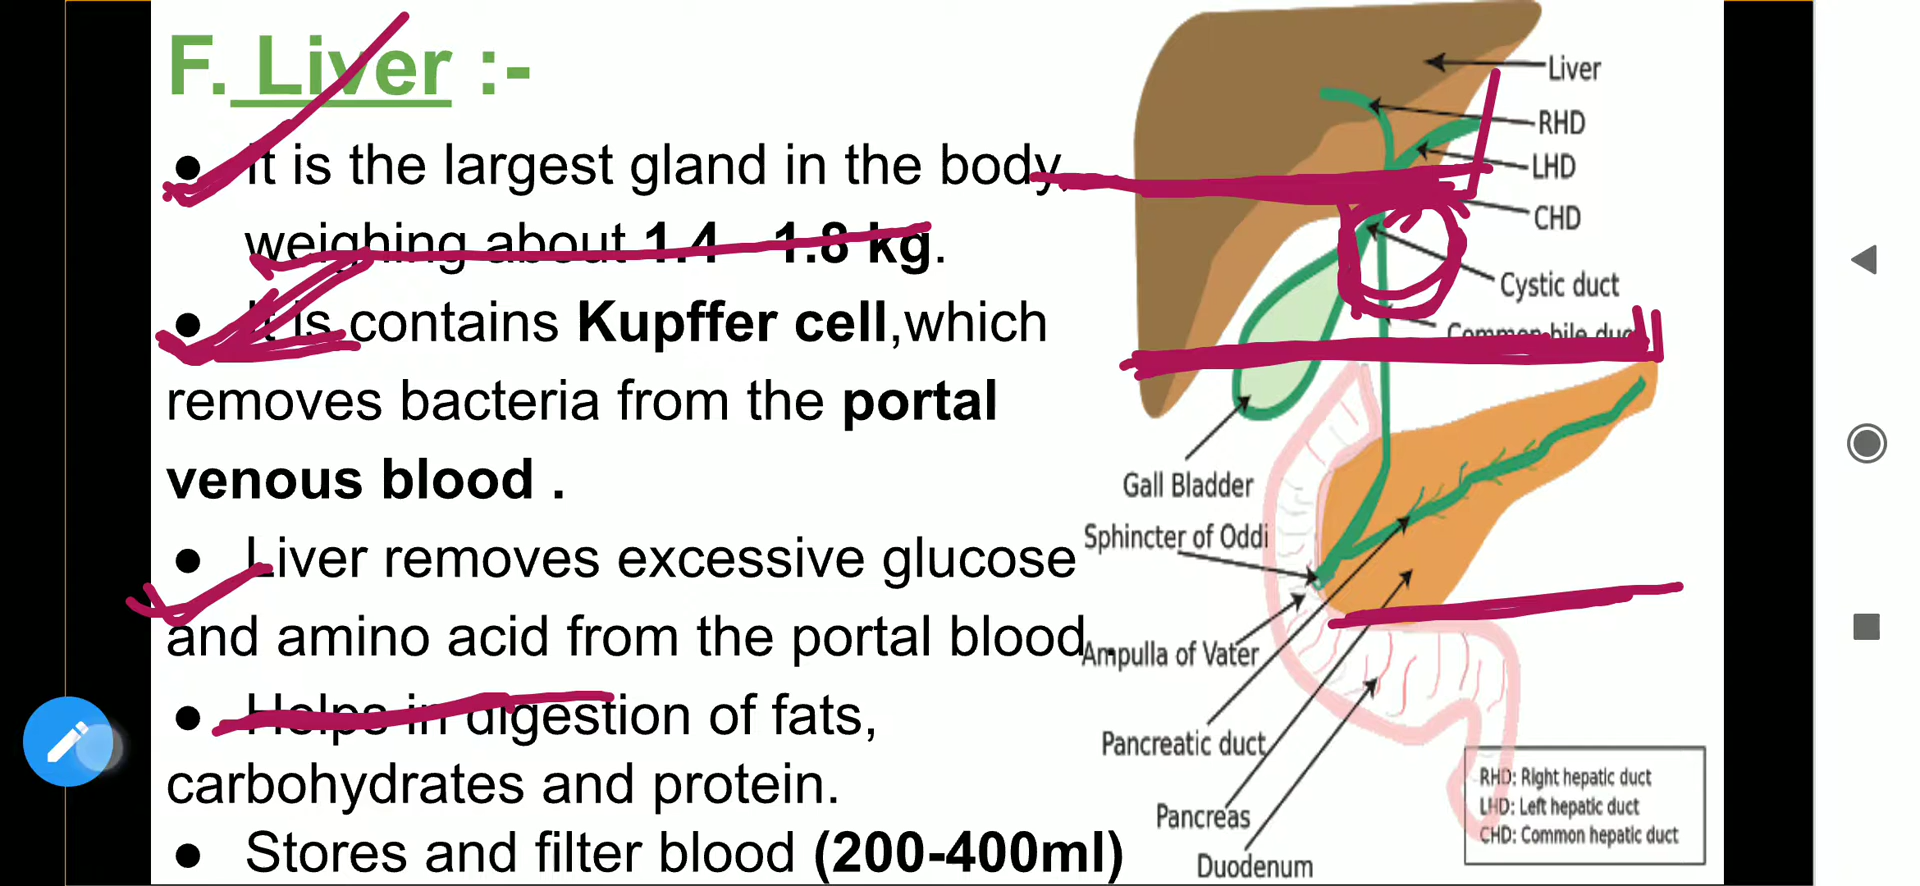 F. Liver :-
● It is the largest gland in the body,
weighing about 1.4 - 1.8 kg.
● It is contains Kupffer cell,which
removes bacteria from the portal
venous blood .
● Liver removes excessive glucose
and amino acid from the portal blood .
● Helps in digestion of fats,
carbohydrates and protein.
● Stores and filter blood (200-400ml)
Liver
RHD
LHD
CHD
Cystic duct
Common bile duct
Gall Bladder
Sphincter of Oddi
Ampulla of Vater
Pancreatic duct
Pancreas
Duodenum
RHD: Right hepatic duct
LHD: Left hepatic duct
CHD: Common hepatic duct